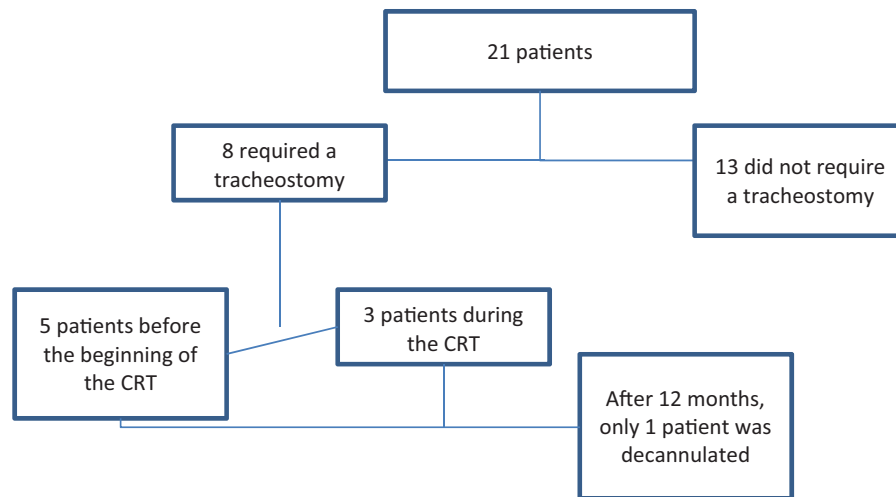 21 patients
8 required a
tracheostomy
13 did not require
a tracheostomy
5 patients before
the beginning of
the CRT
3 patients during
the CRT
After 12 months,
only 1 patient was
decannulated